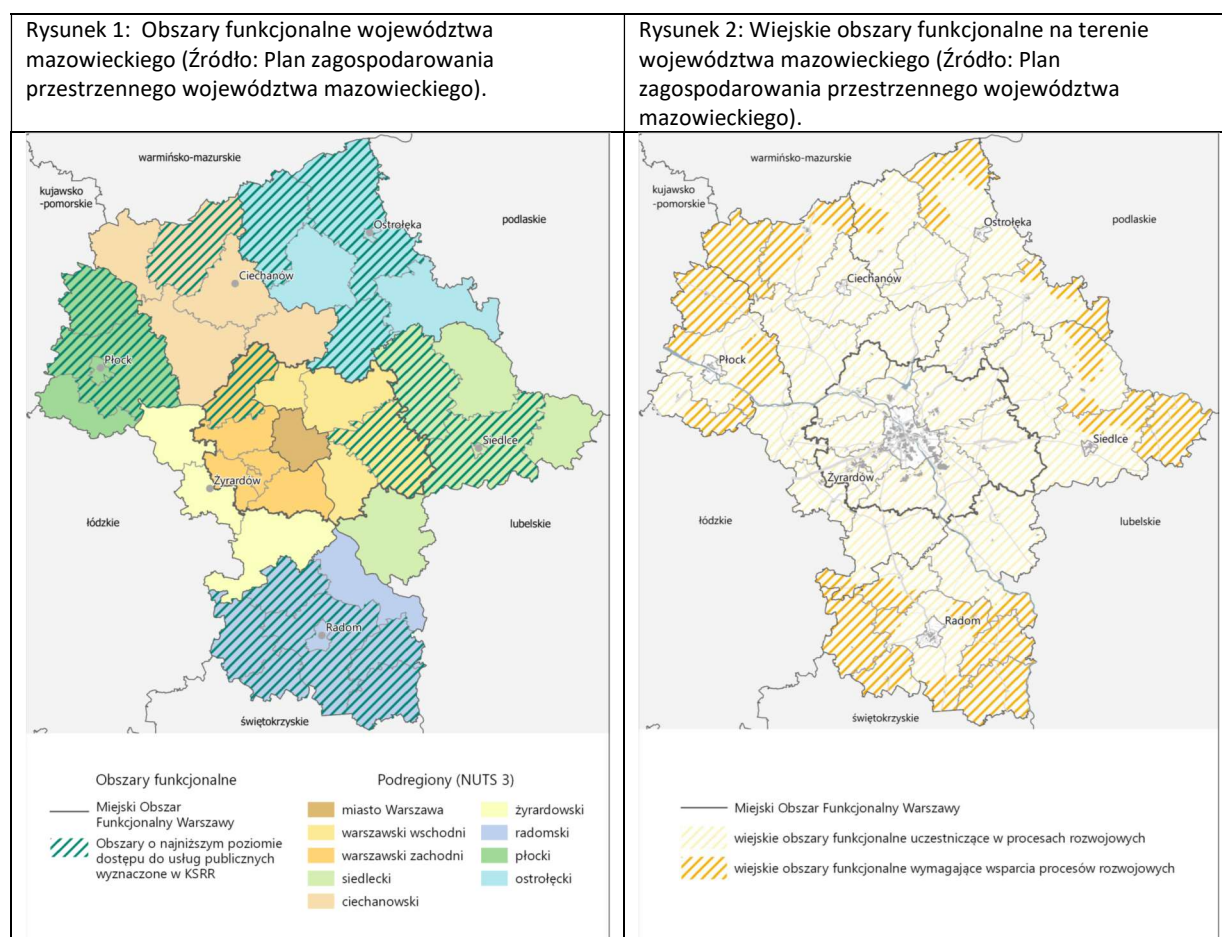 Rysunek 1: Obszary funkcjonalne województwa
mazowieckiego (Źródło: Plan zagospodarowania
przestrzennego województwa mazowieckiego).
Rysunek 2: Wiejskie obszary funkcjonalne na terenie
województwa mazowieckiego (Źródło: Plan
zagospodarowania przestrzennego województwa
mazowieckiego).
warmińsko-mazurskie
kujawsko
-pomorskie
Ostrołęka
podlaskie
Ciechanów
Płock
Siedlce
Żyrardów
łódzkie
lubelskie
Radom
świętokrzyskie
Obszary funkcjonalne
Miejski Obszar
Funkcjonalny Warszawy
Obszary o najniższym poziomie
dostępu do usług publicznych
wyznaczone w KSRR
Podregiony (NUTS 3)
miasto Warszawa
warszawski wschodni
warszawski zachodni
siedlecki
ciechanowski
żyrardowski
radomski
płocki
ostrołęcki
warmińsko-mazurskie
kujawsko
-pomorskie
Ostrołęka
podlaskie
Ciechanów
Płock
Siedlce
Żyrardów
łódzkie
lubelskie
Radom
świętokrzyskie
Miejski Obszar Funkcjonalny Warszawy
wiejskie obszary funkcjonalne uczestniczące w procesach rozwojowych
wiejskie obszary funkcjonalne wymagające wsparcia procesów rozwojowych